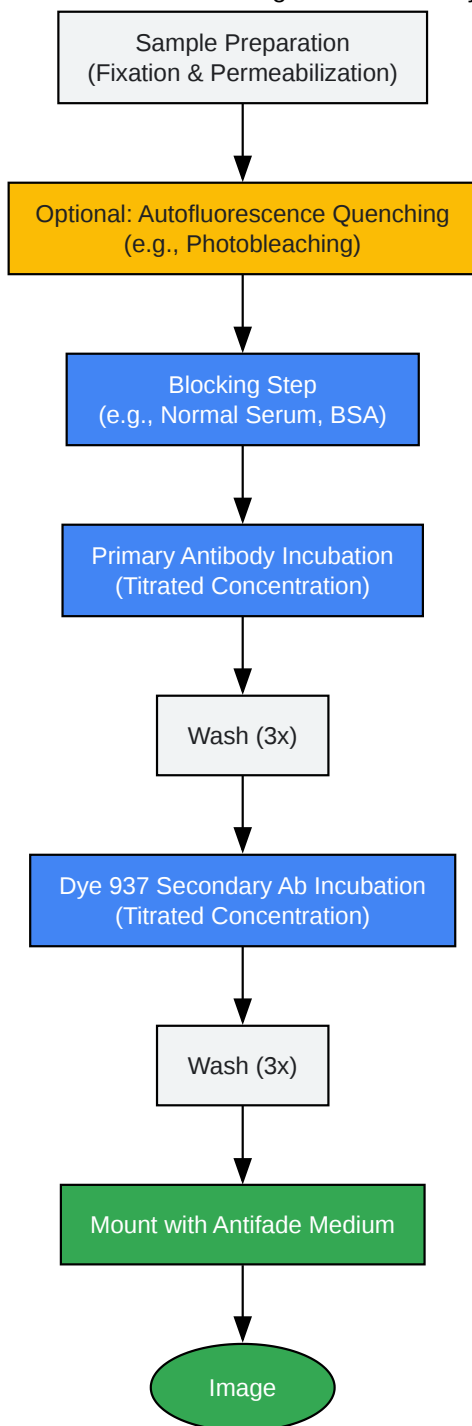 Sample Preparation
(Fixation & Permeabilization)
Optional: Autofluorescence Quenching
(e.g., Photobleaching)
Blocking Step
(e.g., Normal Serum, BSA)
Primary Antibody Incubation
(Titrated Concentration)
Wash (3x)
Dye 937 Secondary Ab Incubation
(Titrated Concentration)
Wash (3x)
Mount with Antifade Medium
Image